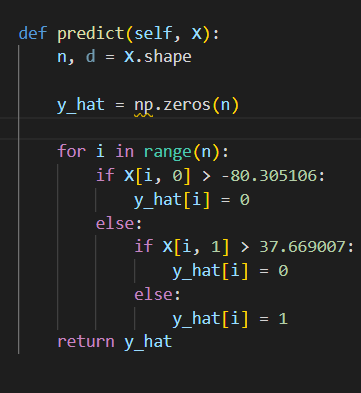 def predict(self, X):
    n, d = X.shape
    y_hat = np.zeros(n)
    for i in range(n):
        if X[i, 0] > -80.305106:
            y_hat[i] = 0
        else:
            if X[i, 1] > 37.669007:
                y_hat[i] = 0
            else:
                y_hat[i] = 1
    return y_hat